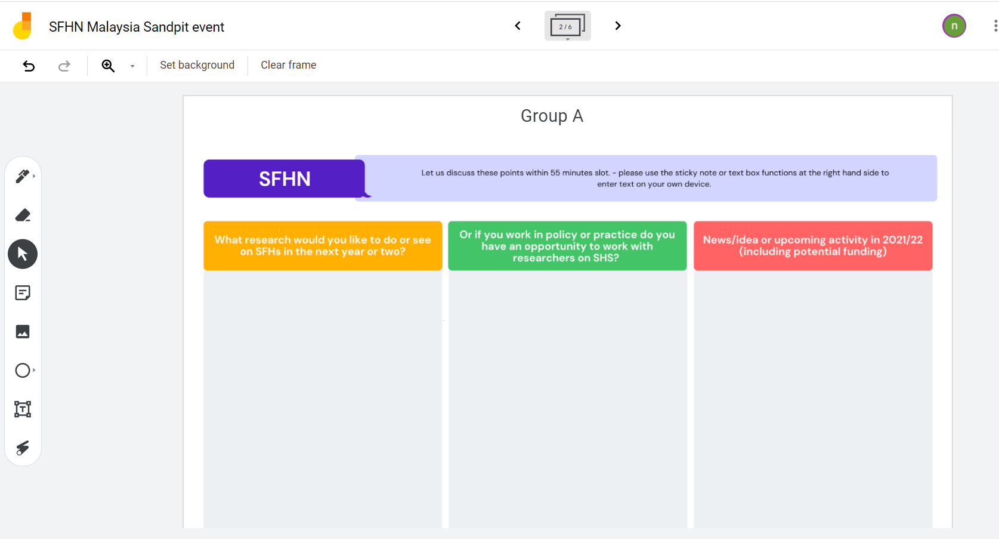 SFHN Malaysia Sandpit event
2 / 6
n
Set background
Clear frame
Group A
SFHN
Let us discuss these points within 55 minutes slot. - please use the sticky note or text box functions at the right hand side to
enter text on your own device.
What research would you like to do or see
on SFHs in the next year or two?
Or if you work in policy or practice do you
have an opportunity to work with
researchers on SHS?
News/idea or upcoming activity in 2021/22
(including potential funding)
T